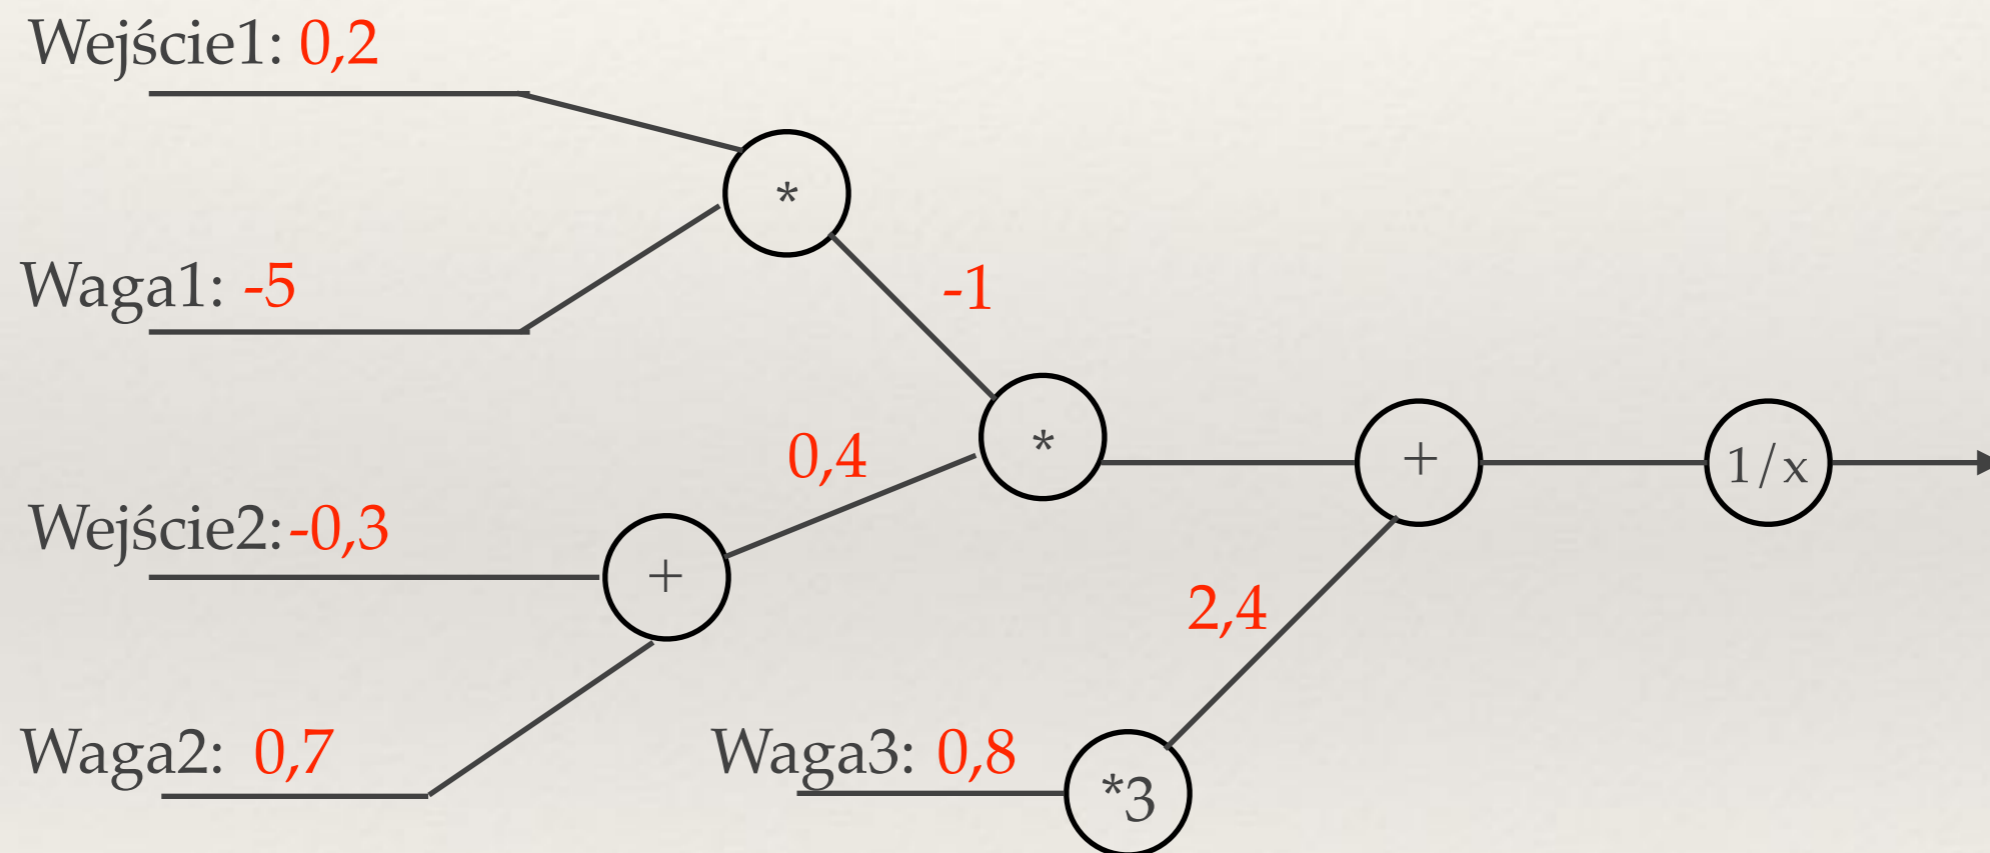 Wejście1: 0,2
*
Waga1: -5
-1
0,4
*
+
1/x
Wejście2:-0,3
+
2,4
Waga2: 0,7
Waga3: 0,8
*3